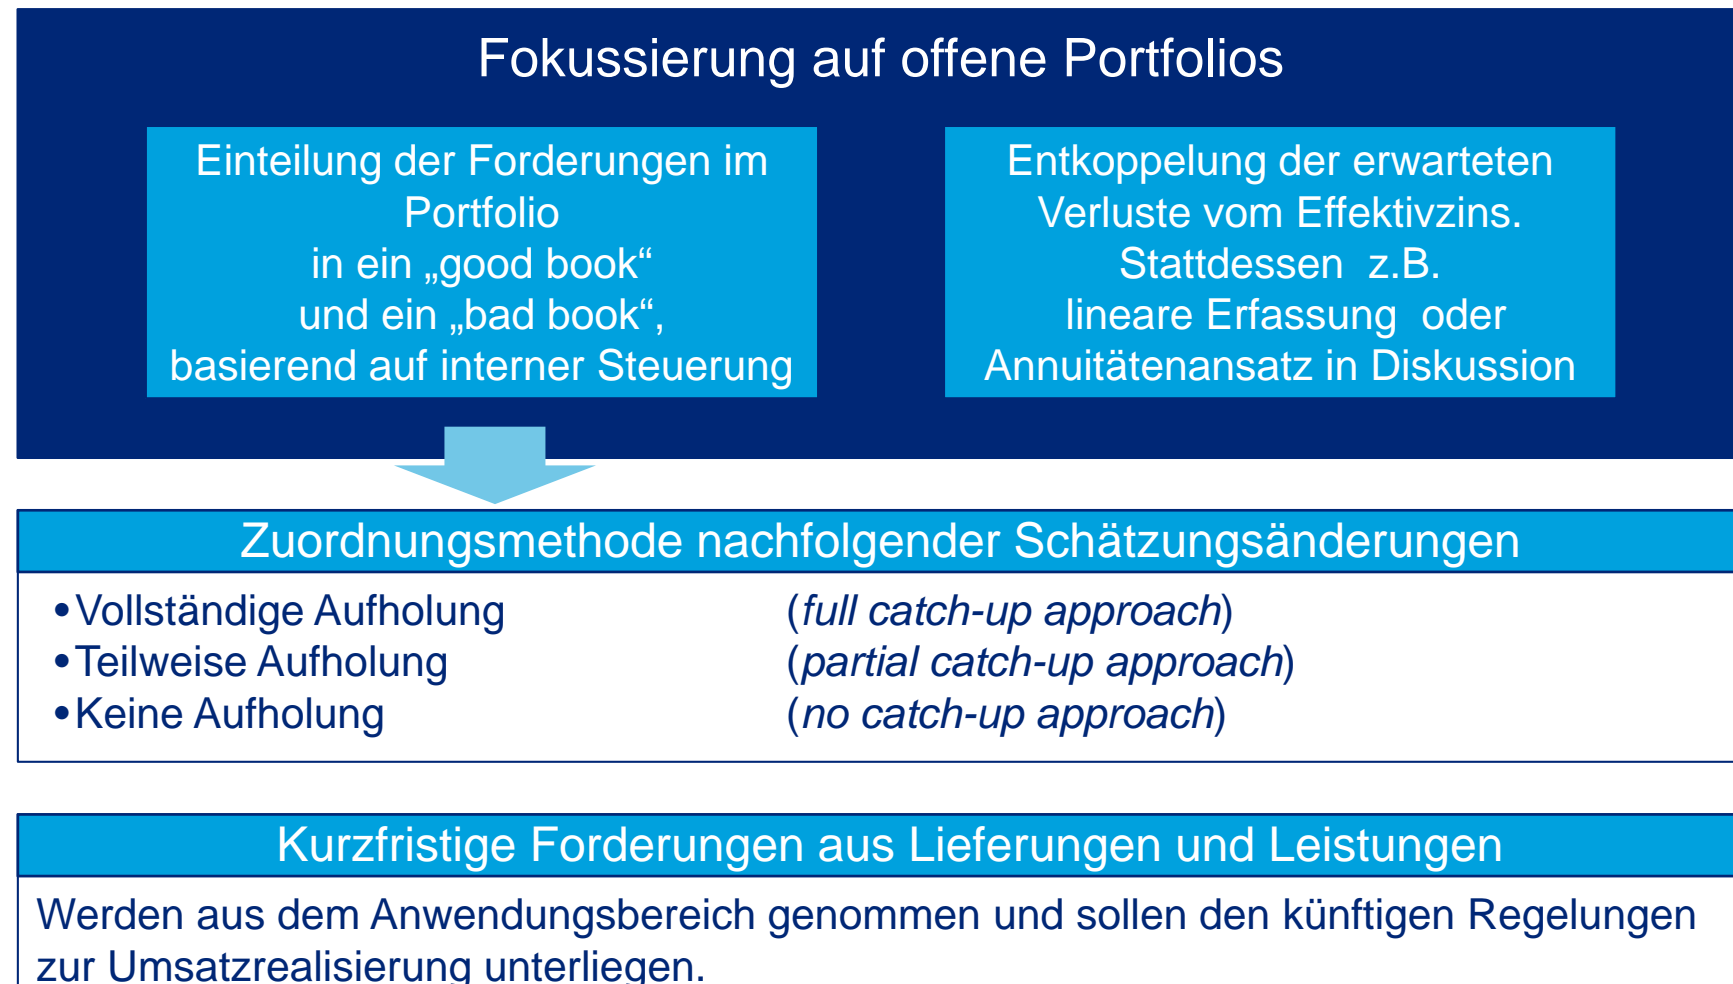 Fokussierung auf offene Portfolios
Einteilung der Forderungen im
Portfolio
in ein „good book“
und ein „bad book“,
basierend auf interner Steuerung
Entkoppelung der erwarteten
Verluste vom Effektivzins.
Stattdessen z.B.
lineare Erfassung oder
Annuitätenansatz in Diskussion
Zuordnungsmethode nachfolgender Schätzungsänderungen
•Vollständige Aufholung (full catch-up approach)
•Teilweise Aufholung (partial catch-up approach)
•Keine Aufholung (no catch-up approach)
Kurzfristige Forderungen aus Lieferungen und Leistungen
Werden aus dem Anwendungsbereich genommen und sollen den künftigen Regelungen
zur Umsatzrealisierung unterliegen.